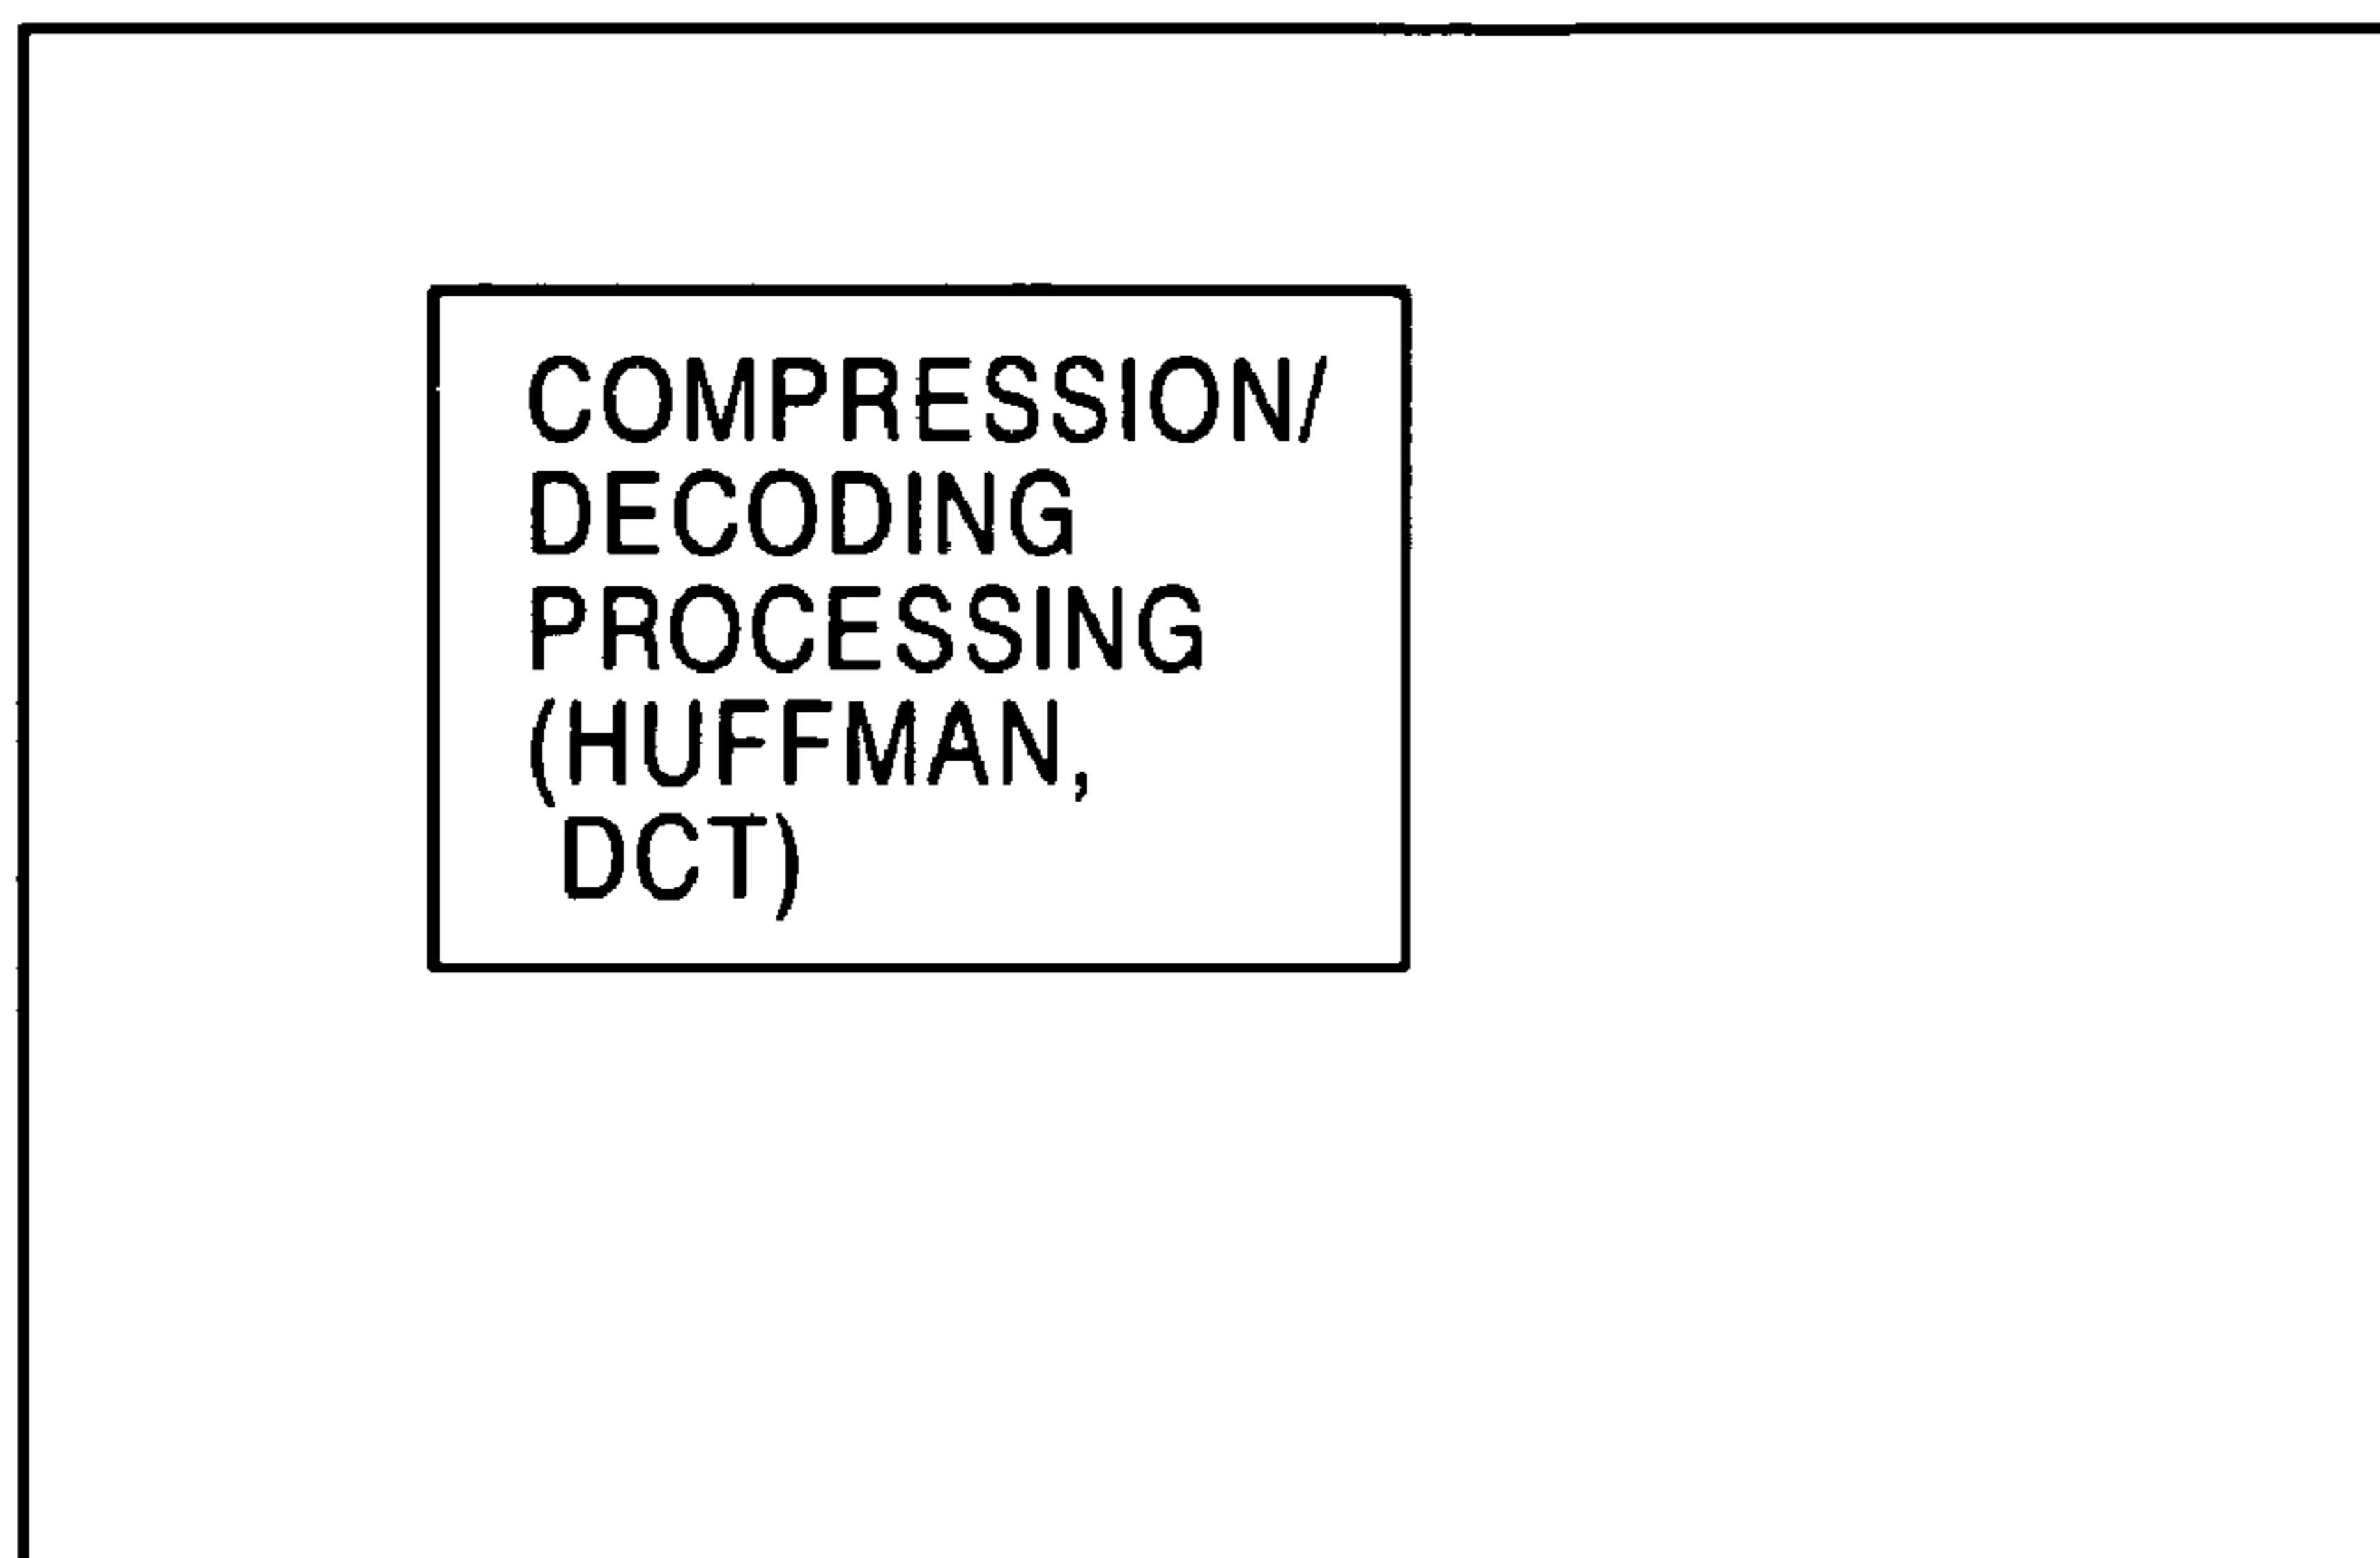 COMPRESSION/
DECODING
PROCESSING
(HUFFMAN,
DCT)